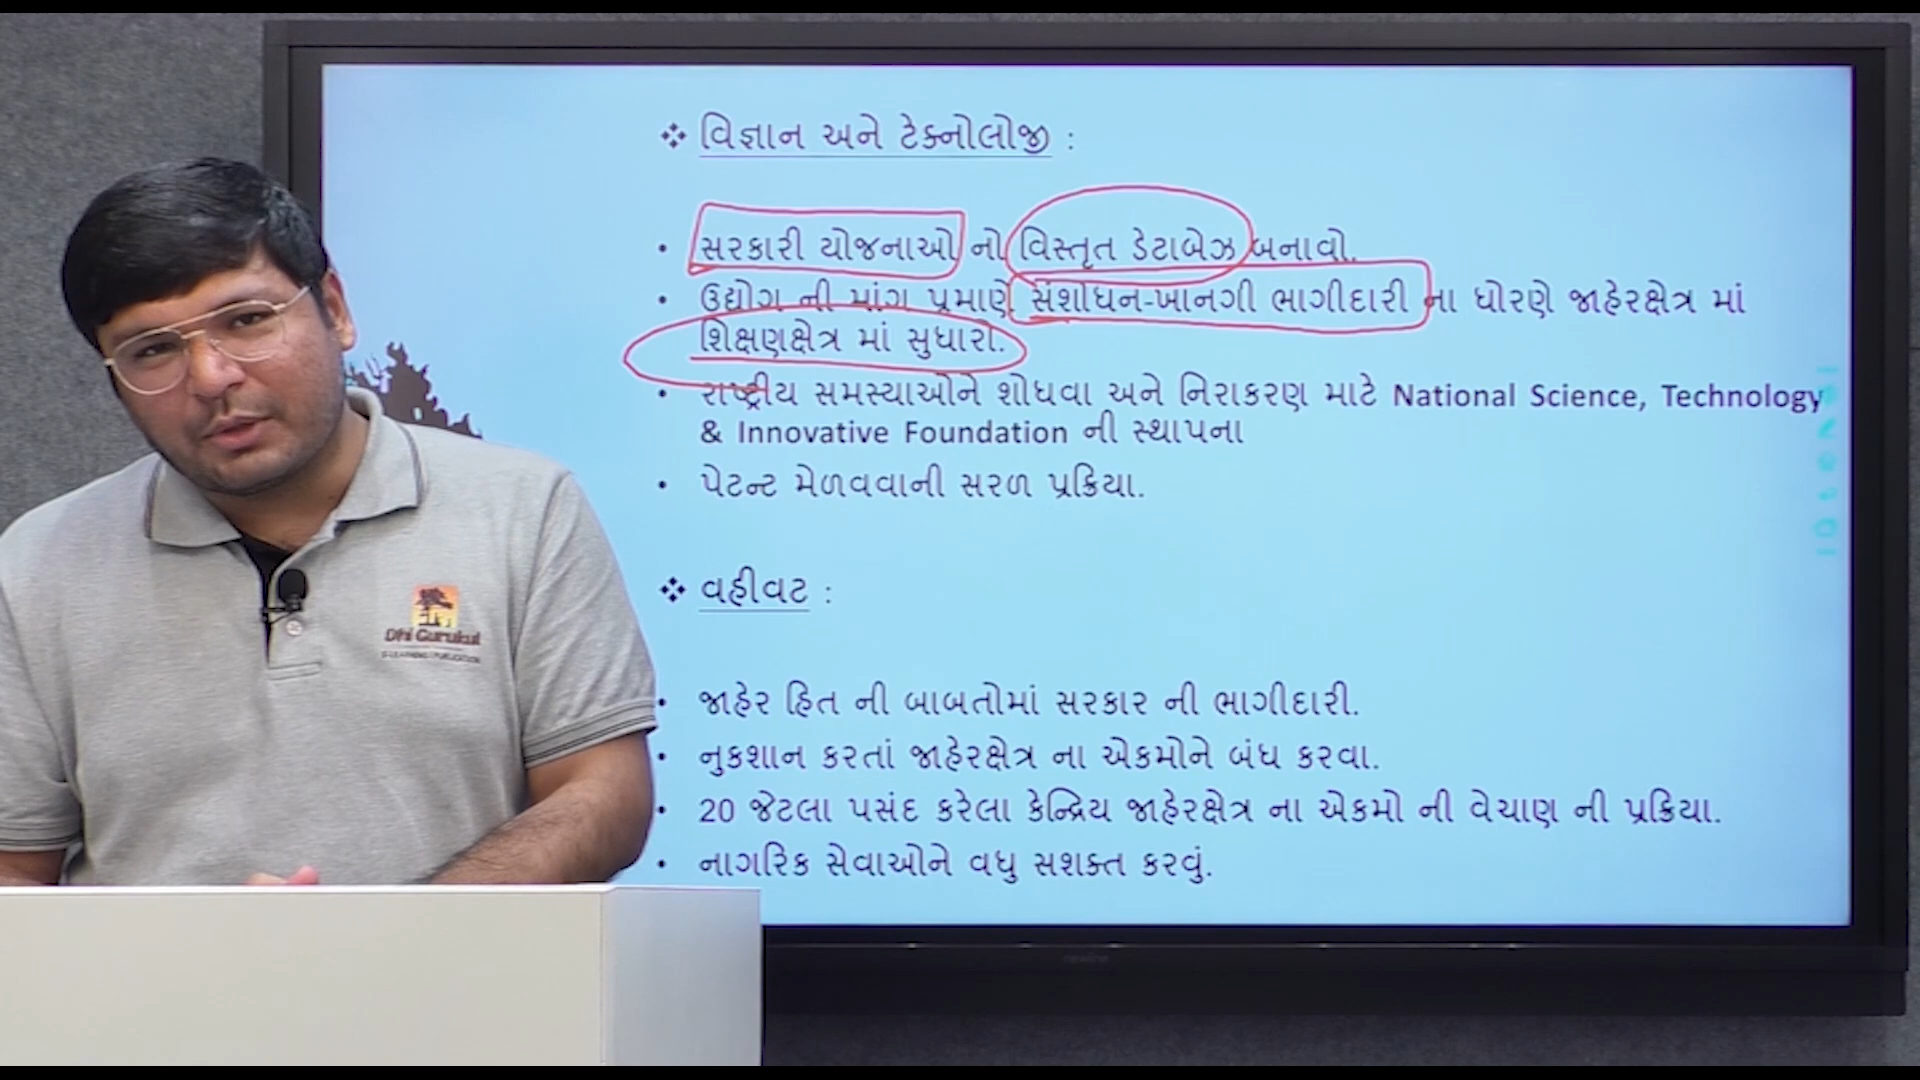 ❖ વિજ્ઞાન અને ટેક્નોલોજી :
• સરકારી યોજનાઓ નો વિસ્તૃત ડેટાબેઝ બનાવો.
• ઉદ્યોગ ની માંગ પ્રમાણે સંશોધન-ખાનગી ભાગીદારી ના ધોરણે જાહેરક્ષેત્ર માં
શિક્ષણક્ષેત્ર માં સુધારો.
• રાષ્ટ્રીય સમસ્યાઓને શોધવા અને નિરાકરણ માટે National Science, Technology
& Innovative Foundation ની સ્થાપના
• પેટન્ટ મેળવવાની સરળ પ્રક્રિયા.
❖ વહીવટ :
• જાહેર હિત ની બાબતોમાં સરકાર ની ભાગીદારી.
• નુકશાન કરતાં જાહેરક્ષેત્ર ના એકમોને બંધ કરવા.
• 20 જેટલા પસંદ કરેલા કેન્દ્રિય જાહેરક્ષેત્ર ના એકમો ની વેચાણ ની પ્રક્રિયા.
• નાગરિક સેવાઓને વધુ સશક્ત કરવું.
Dhi Gurukul